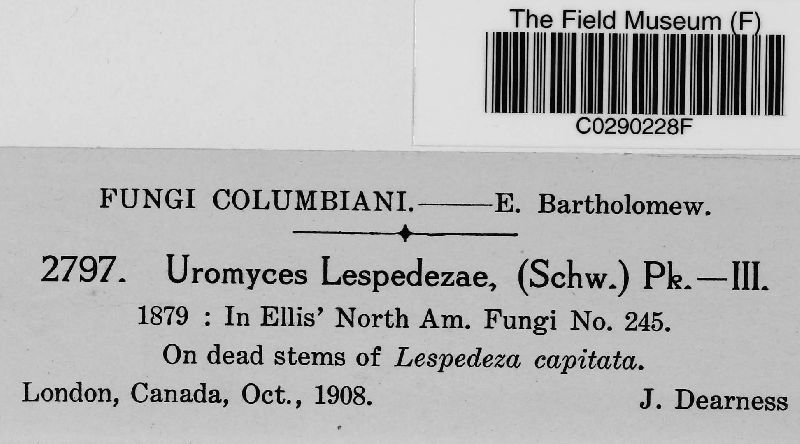 The Field Museum (F)
C0290228F
FUNGI COLUMBIANI.——E. Bartholomew.
2797. Uromyces Lespedezae, (Schw.) Pk.—III.
1879 : In Ellis' North Am. Fungi No. 245.
On dead stems of Lespedeza capitata.
London, Canada, Oct., 1908. J. Dearness